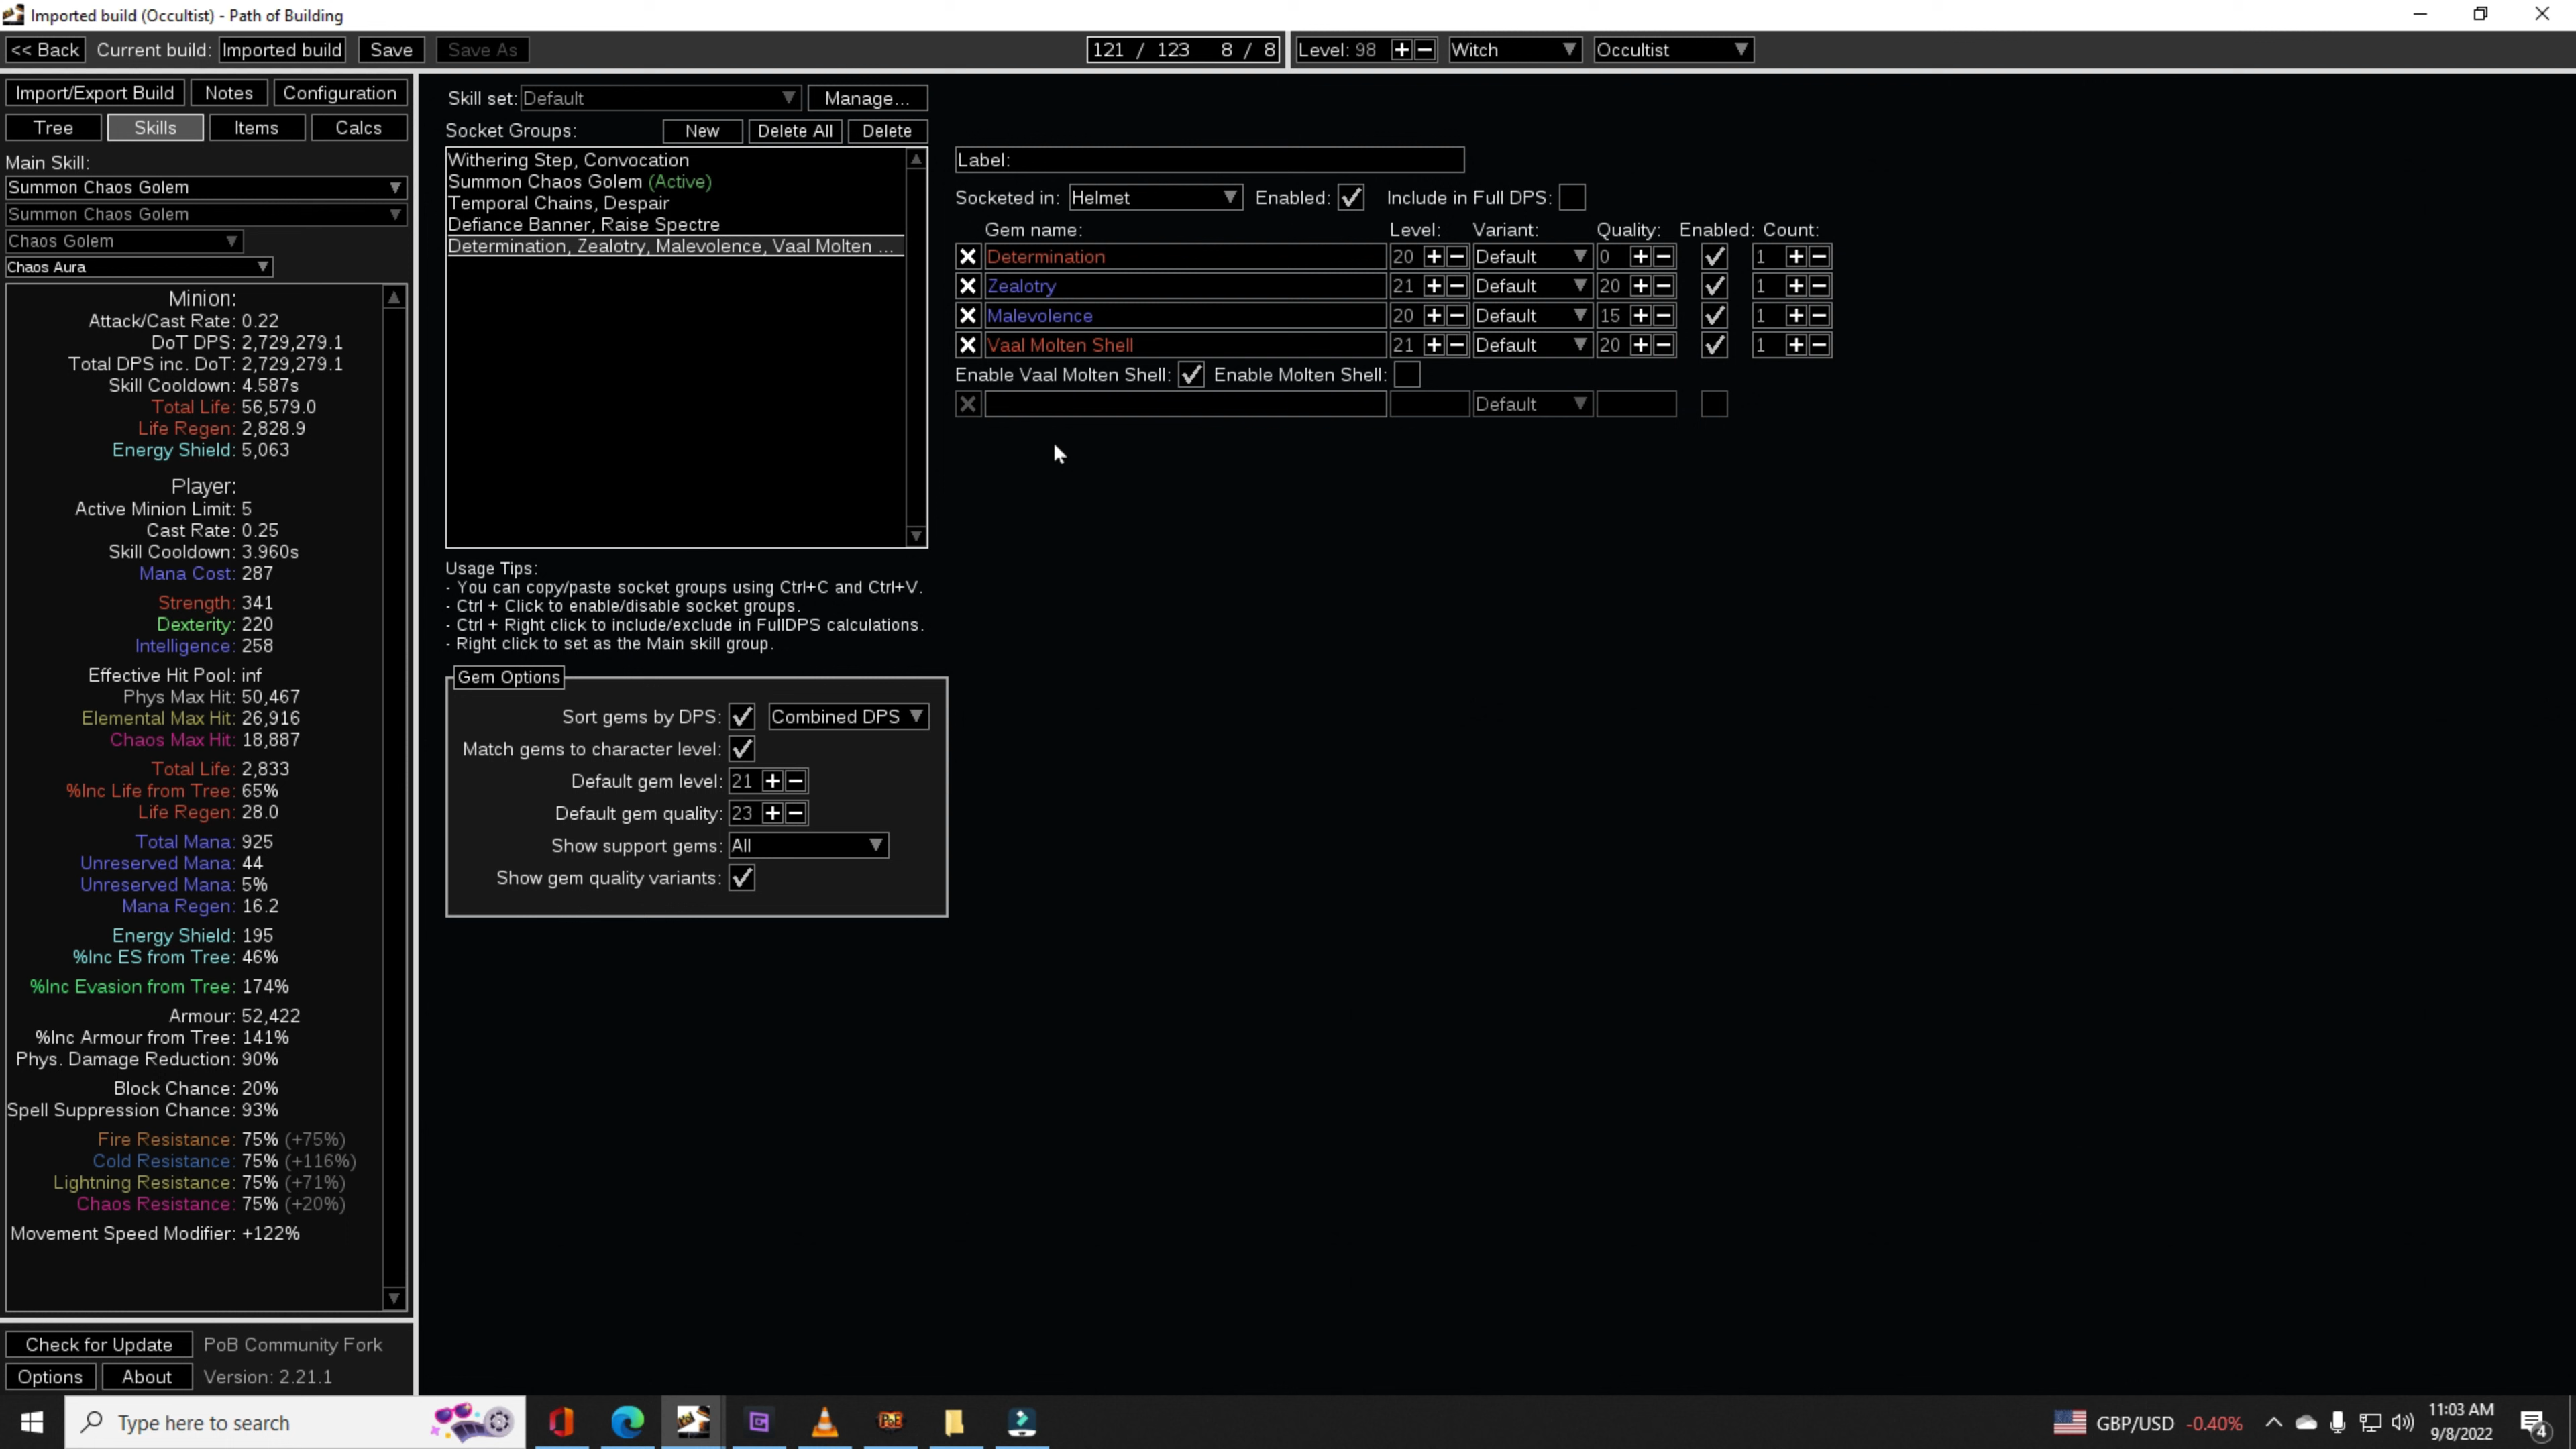 Imported build (Occultist) - Path of Building
<< Back Current build: Imported build Save Save As 121 / 123 8 / 8 Level: 98 Witch Occultist
Import/Export Build Notes Configuration
Tree Skills Items Calcs
Main Skill:
Summon Chaos Golem
Summon Chaos Golem
Chaos Golem
Chaos Aura
Minion:
Attack/Cast Rate: 0.22
DoT DPS: 2,729,279.1
Total DPS inc. DoT: 2,729,279.1
Skill Cooldown: 4.587s
Total Life: 56,579.0
Life Regen: 2,828.9
Energy Shield: 5,063
Player:
Active Minion Limit: 5
Cast Rate: 0.25
Skill Cooldown: 3.960s
Mana Cost: 287
Strength: 341
Dexterity: 220
Intelligence: 258
Effective Hit Pool: inf
Phys Max Hit: 50,467
Elemental Max Hit: 26,916
Chaos Max Hit: 18,887
Total Life: 2,833
%Inc Life from Tree: 65%
Life Regen: 28.0
Total Mana: 925
Unreserved Mana: 44
Unreserved Mana: 5%
Mana Regen: 16.2
Energy Shield: 195
%Inc ES from Tree: 46%
%Inc Evasion from Tree: 174%
Armour: 52,422
%Inc Armour from Tree: 141%
Phys. Damage Reduction: 90%
Block Chance: 20%
Spell Suppression Chance: 93%
Fire Resistance: 75% (+75%)
Cold Resistance: 75% (+116%)
Lightning Resistance: 75% (+71%)
Chaos Resistance: 75% (+20%)
Movement Speed Modifier: +122%
Check for Update PoB Community Fork
Options About Version: 2.21.1
Skill set: Default Manage...
Socket Groups: New Delete All Delete
Withering Step, Convocation
Summon Chaos Golem (Active)
Temporal Chains, Despair
Defiance Banner, Raise Spectre
Determination, Zealotry, Malevolence, Vaal Molten ...
Usage Tips:
- You can copy/paste socket groups using Ctrl+C and Ctrl+V.
- Ctrl + Click to enable/disable socket groups.
- Ctrl + Right click to include/exclude in FullDPS calculations.
- Right click to set as the Main skill group.
Gem Options
Sort gems by DPS: Combined DPS
Match gems to character level:
Default gem level: 21
Default gem quality: 23
Show support gems: All
Show gem quality variants:
Label:
Socketed in: Helmet Enabled: Include in Full DPS:
Gem name: Level: Variant: Quality: Enabled: Count:
Determination 20 Default 0 1
Zealotry 21 Default 20 1
Malevolence 20 Default 15 1
Vaal Molten Shell 21 Default 20 1
Enable Vaal Molten Shell: Enable Molten Shell:
Default
Type here to search
PoE
GBP/USD -0.40%
11:03 AM
9/8/2022
4